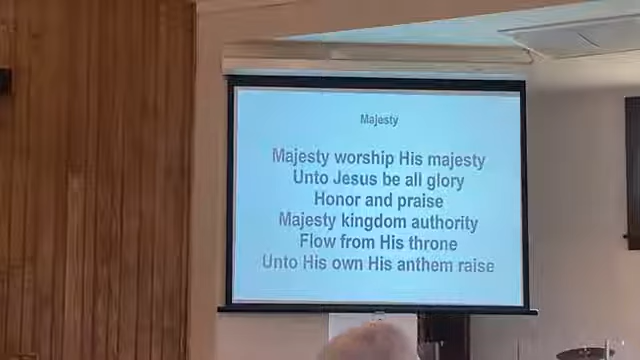 Majesty
Majesty worship His majesty
Unto Jesus be all glory
Honor and praise
Majesty kingdom authority
Flow from His throne
Unto His own His anthem raise